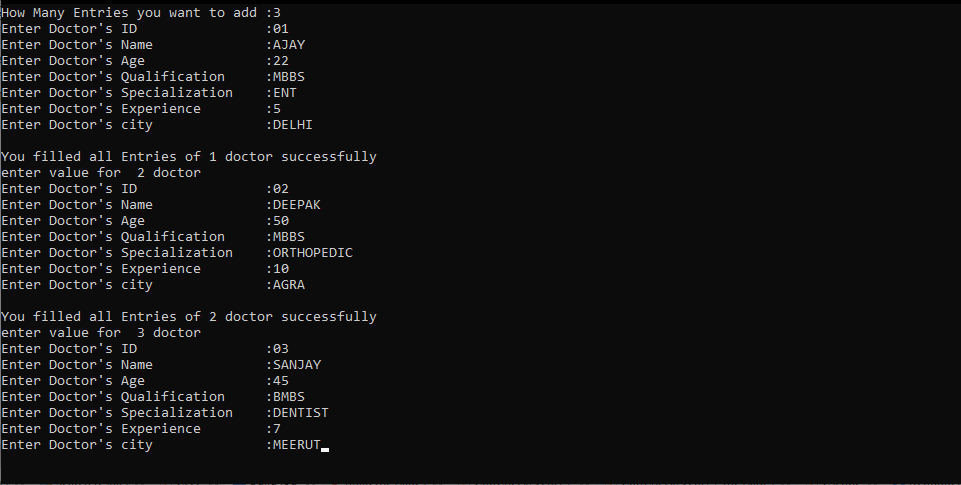 How Many Entries you want to add :3
Enter Doctor's ID                :01
Enter Doctor's Name              :AJAY
Enter Doctor's Age               :22
Enter Doctor's Qualification     :MBBS
Enter Doctor's Specialization    :ENT
Enter Doctor's Experience        :5
Enter Doctor's city              :DELHI

You filled all Entries of 1 doctor successfully
enter value for  2 doctor
Enter Doctor's ID                :02
Enter Doctor's Name              :DEEPAK
Enter Doctor's Age               :50
Enter Doctor's Qualification     :MBBS
Enter Doctor's Specialization    :ORTHOPEDIC
Enter Doctor's Experience        :10
Enter Doctor's city              :AGRA

You filled all Entries of 2 doctor successfully
enter value for  3 doctor
Enter Doctor's ID                :03
Enter Doctor's Name              :SANJAY
Enter Doctor's Age               :45
Enter Doctor's Qualification     :BMBS
Enter Doctor's Specialization    :DENTIST
Enter Doctor's Experience        :7
Enter Doctor's city              :MEERUT